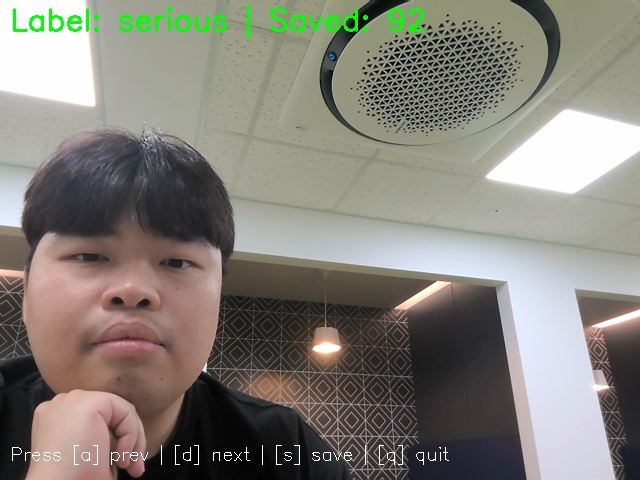 Label: serious | Saved: 92
Press [a] prev | [d] next | [s] save | [q] quit